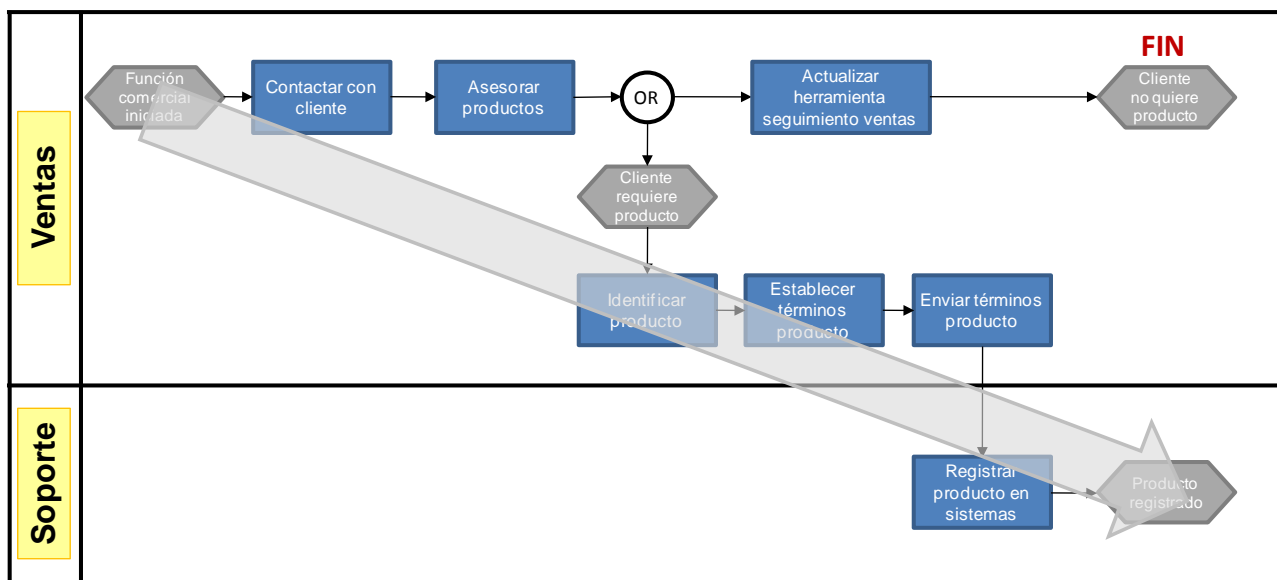 FIN
Función
comercial
iniciada
Contactar con
cliente
Asesorar
productos
OR
Actualizar
herramienta
seguimiento ventas
Cliente
no quiere
producto
Ventas
Cliente
requiere
producto
Identificar
producto
Establecer
términos
producto
Enviar términos
producto
Soporte
Registrar
producto en
sistemas
Producto
registrado